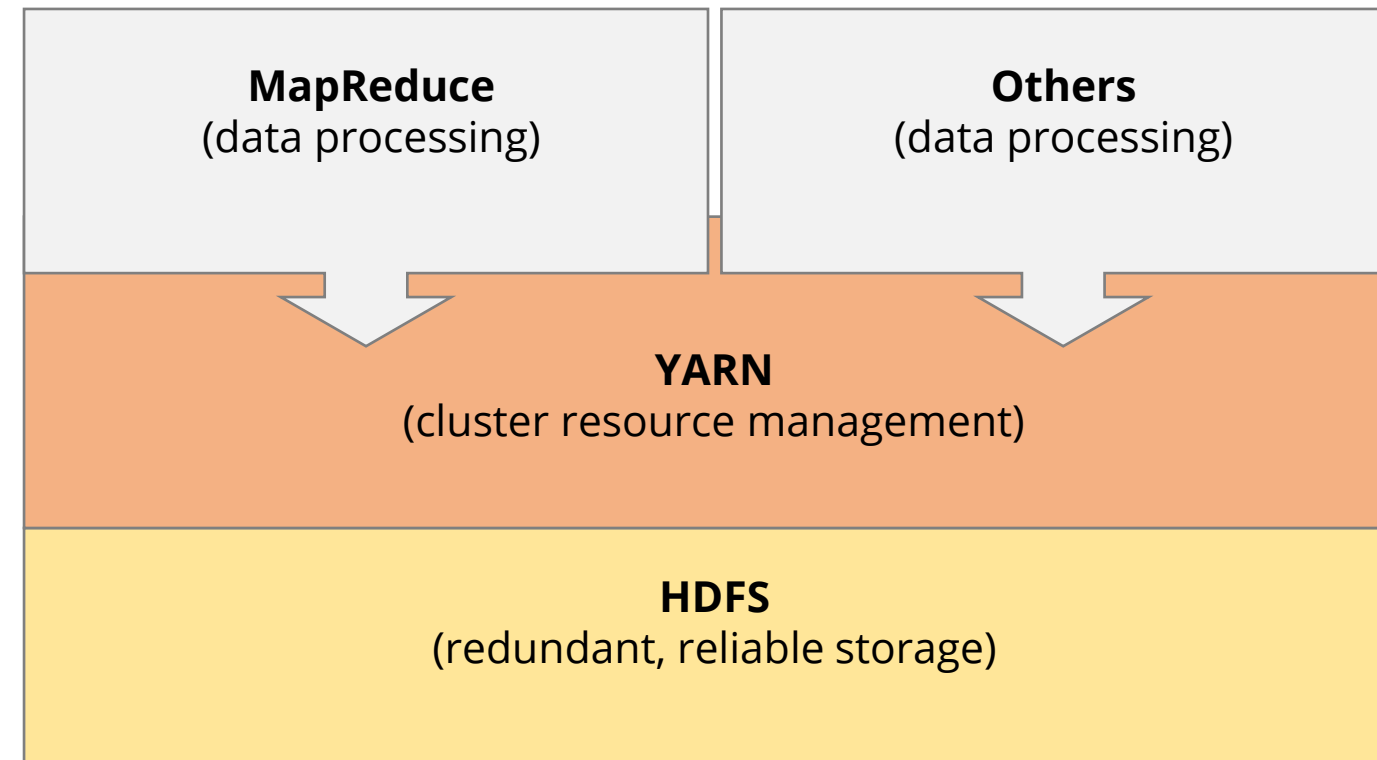 MapReduce
(data processing)
Others
(data processing)
YARN
(cluster resource management)
HDFS
(redundant, reliable storage)